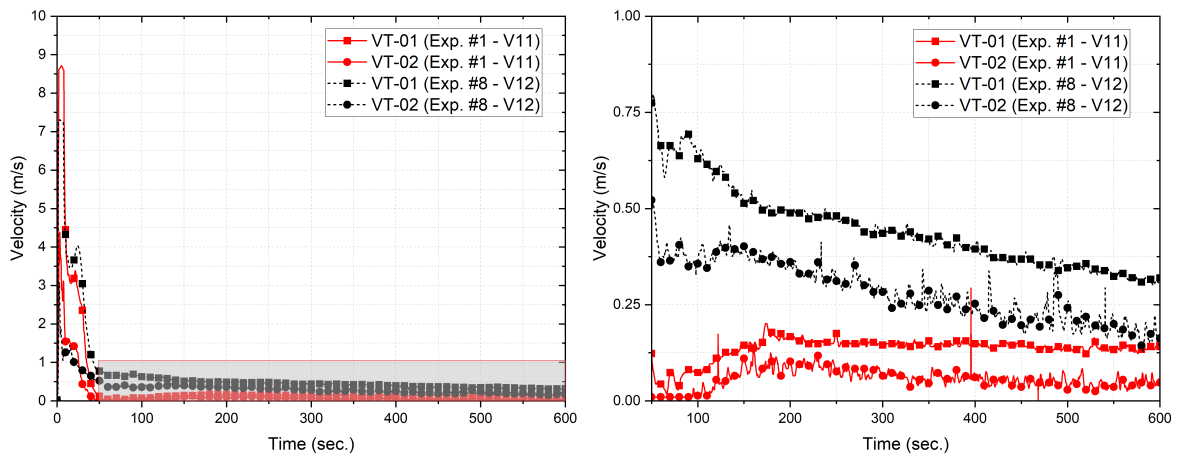 10
9
8
7
6
5
4
3
2
1
0
Velocity (m/s)
VT-01 (Exp. #1 - V11)
VT-02 (Exp. #1 - V11)
VT-01 (Exp. #8 - V12)
VT-02 (Exp. #8 - V12)
0 100 200 300 400 500 600
Time (sec.)
1.00
0.75
0.50
0.25
0.00
Velocity (m/s)
VT-01 (Exp. #1 - V11)
VT-02 (Exp. #1 - V11)
VT-01 (Exp. #8 - V12)
VT-02 (Exp. #8 - V12)
100 200 300 400 500 600
Time (sec.)